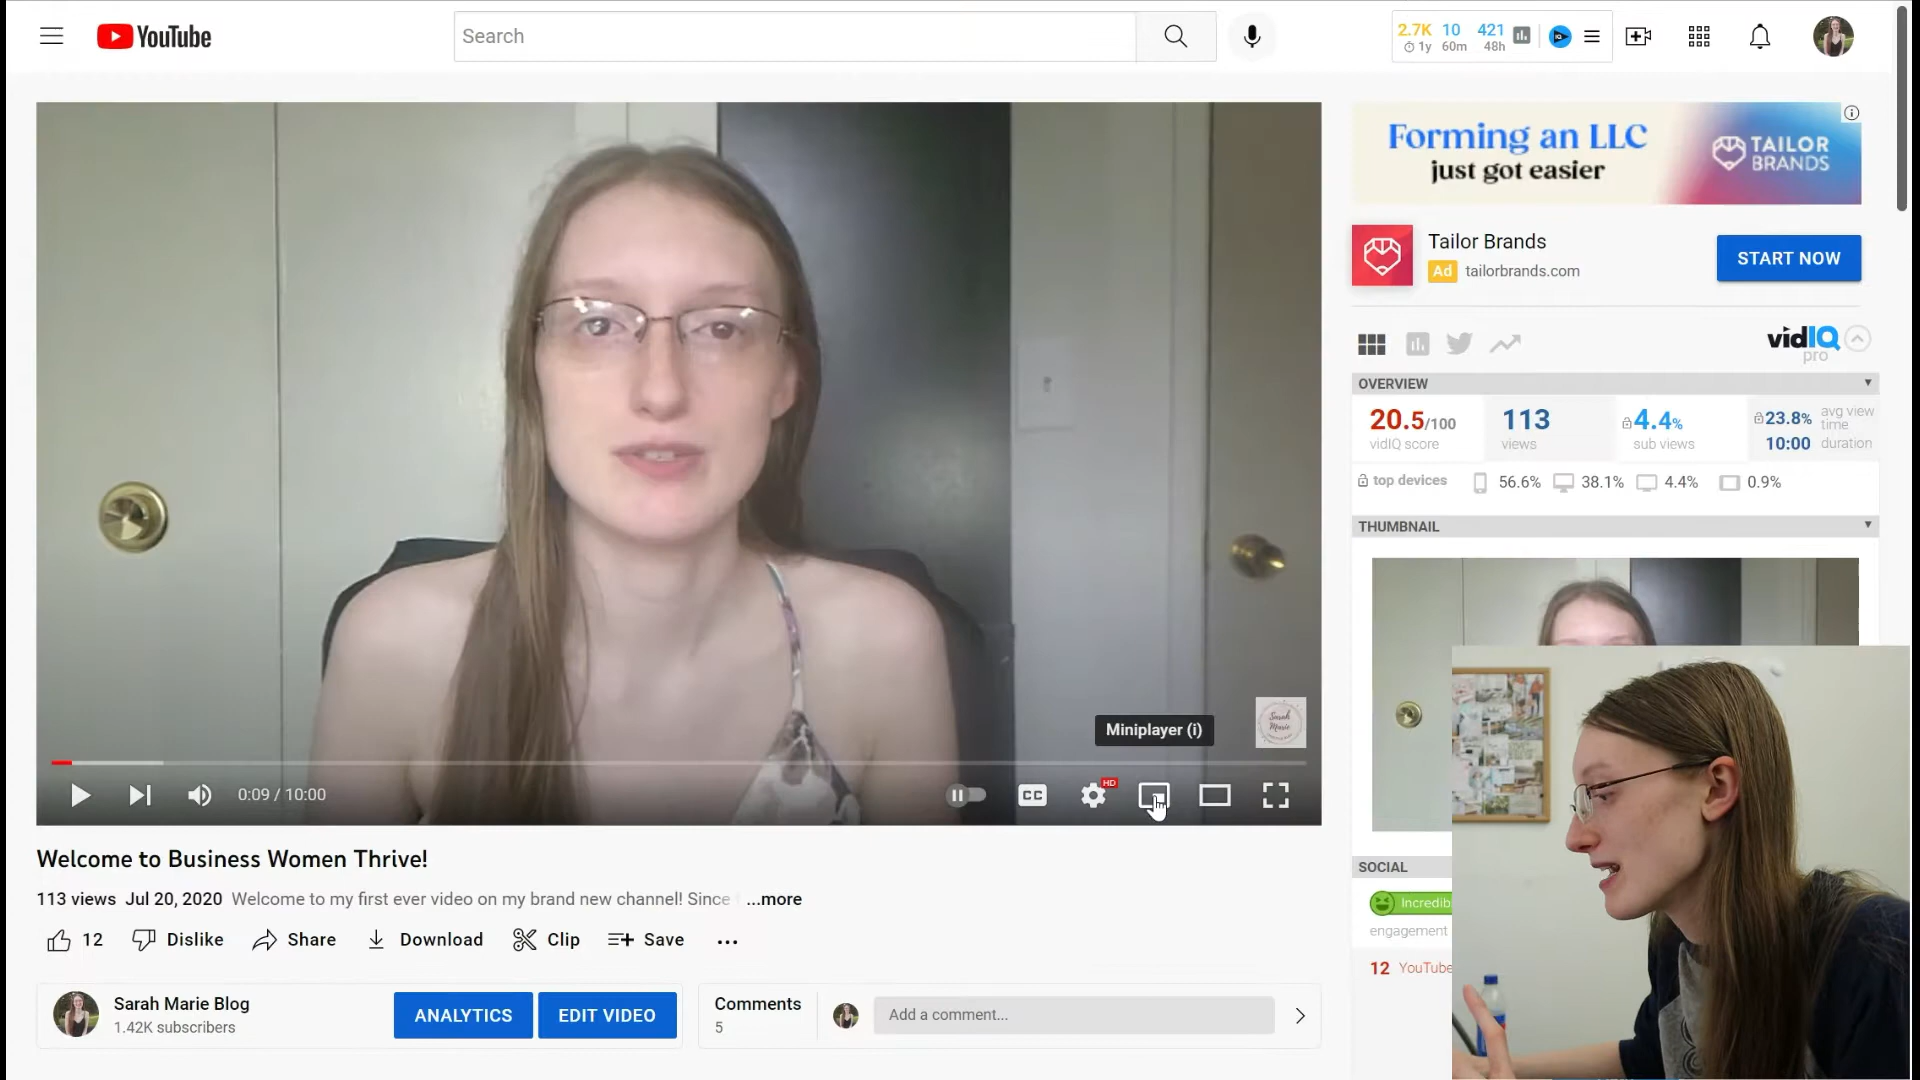 YouTube
Search
2.7K 10 421
1y 60m 48h
Forming an LLC
just got easier
TAILOR
BRANDS
Tailor Brands
Ad tailorbrands.com
START NOW
vidIQ
pro
OVERVIEW
20.5/100
vidIQ score
113
views
4.4%
sub views
23.8% avg view time
10:00 duration
top devices 56.6% 38.1% 4.4% 0.9%
THUMBNAIL
Sarah
Marie
Miniplayer (i)
0:09 / 10:00
CC
HD
Welcome to Business Women Thrive!
113 views Jul 20, 2020 Welcome to my first ever video on my brand new channel! Since ...more
12 Dislike Share Download Clip Save ...
Sarah Marie Blog
1.42K subscribers
ANALYTICS
EDIT VIDEO
Comments
5
Add a comment...
SOCIAL
Incredib
engagement
12 YouTube